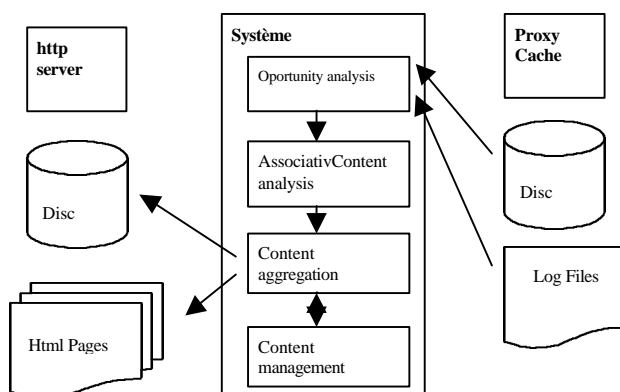 http
server
Système
Proxy
Cache
Oportunity analysis
AssociativContent
analysis
Disc
Disc
Content
aggregation
Log Files
Html Pages
Content
management